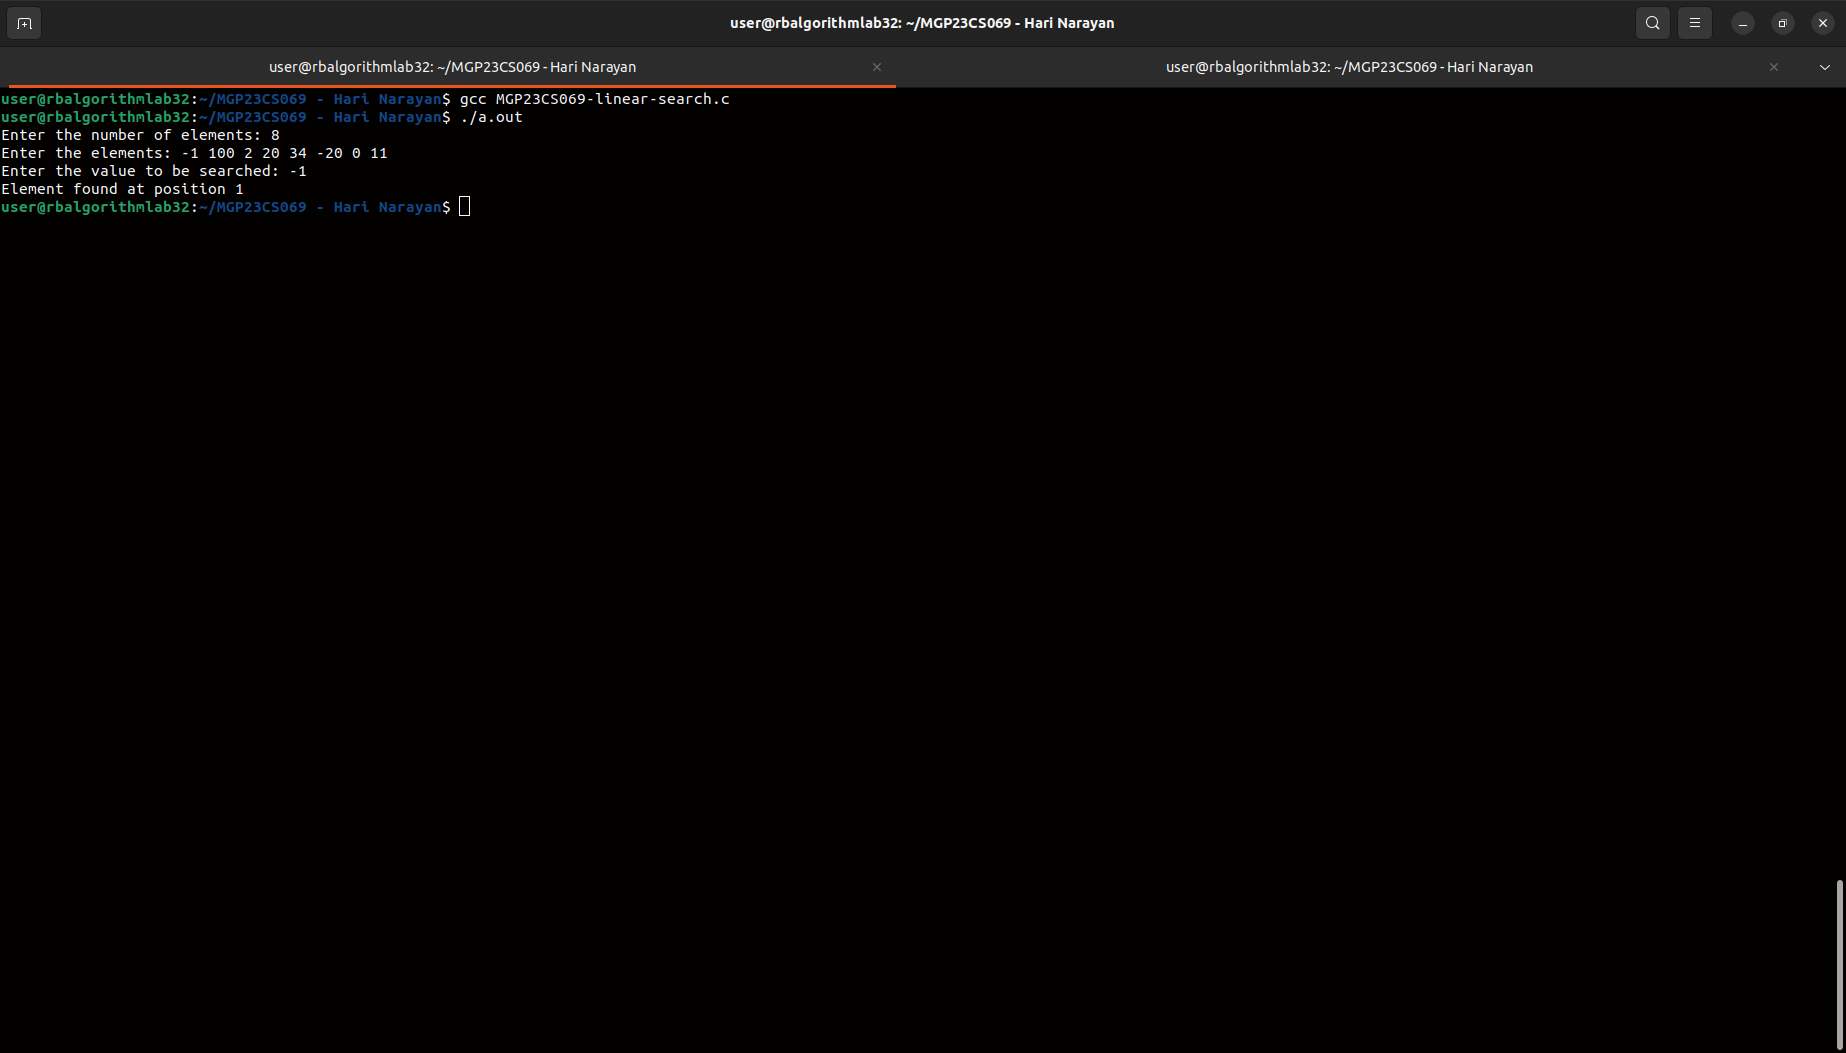 user@rbalgorithmlab32: ~/MGP23CS069 - Hari Narayan
user@rbalgorithmlab32: ~/MGP23CS069 - Hari Narayan
user@rbalgorithmlab32: ~/MGP23CS069 - Hari Narayan
user@rbalgorithmlab32:~/MGP23CS069 - Hari Narayan$ gcc MGP23CS069-linear-search.c
user@rbalgorithmlab32:~/MGP23CS069 - Hari Narayan$ ./a.out
Enter the number of elements: 8
Enter the elements: -1 100 2 20 34 -20 0 11
Enter the value to be searched: -1
Element found at position 1
user@rbalgorithmlab32:~/MGP23CS069 - Hari Narayan$